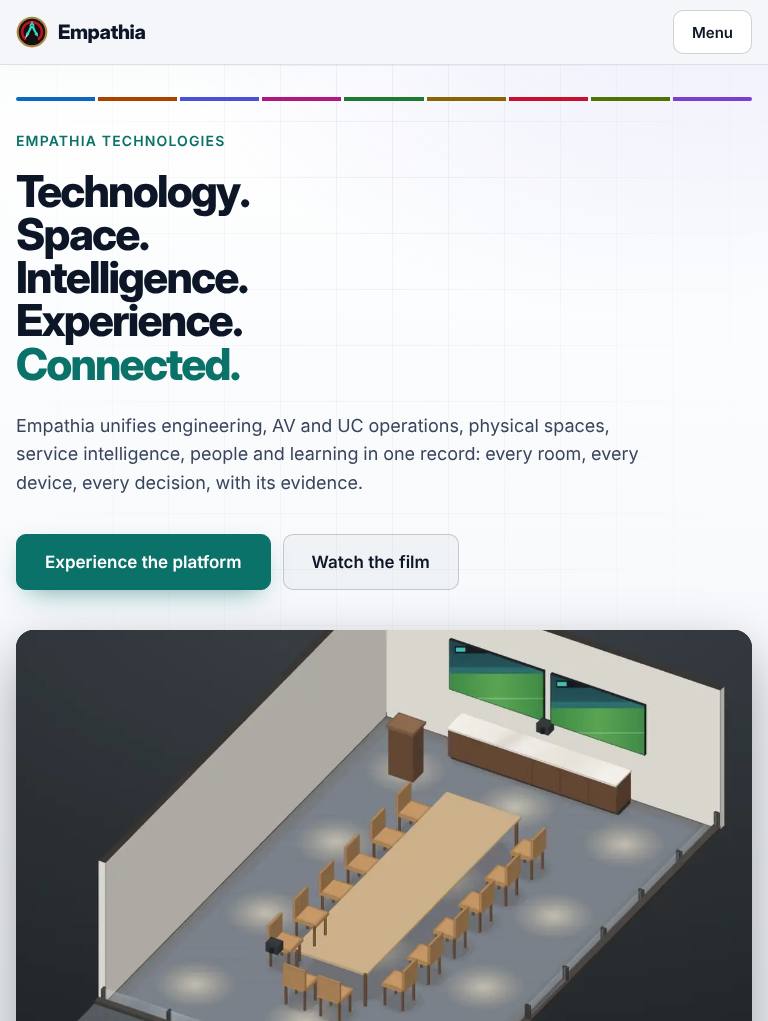 Empathia
Menu
EMPATHIA TECHNOLOGIES
Technology.
Space.
Intelligence.
Experience.
Connected.
Empathia unifies engineering, AV and UC operations, physical spaces,
service intelligence, people and learning in one record: every room, every
device, every decision, with its evidence.
Experience the platform
Watch the film